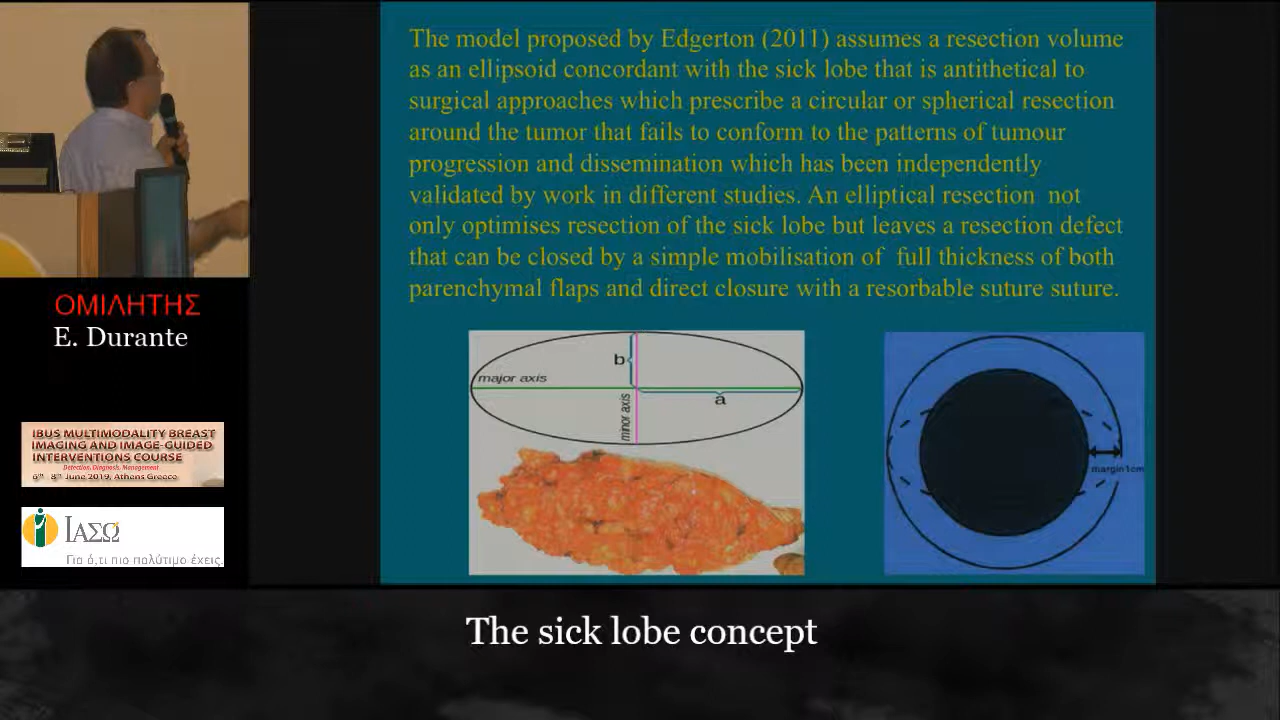 The model proposed by Edgerton (2011) assumes a resection volume
as an ellipsoid concordant with the sick lobe that is antithetical to
surgical approaches which prescribe a circular or spherical resection
around the tumor that fails to conform to the patterns of tumour
progression and dissemination which has been independently
validated by work in different studies. An elliptical resection not
only optimises resection of the sick lobe but leaves a resection defect
that can be closed by a simple mobilisation of full thickness of both
parenchymal flaps and direct closure with a resorbable suture suture.
b
major axis
a
minor axis
margin1cm
ΟΜΙΛΗΤΗΣ
E. Durante
IBUS MULTIMODALITY BREAST
IMAGING AND IMAGE-GUIDED
INTERVENTIONS COURSE
Detection, Diagnosis, Management
6th - 8th June 2019, Athens Greece
ΙΑΣΩ
Για ό,τι πιο πολύτιμο έχεις.
The sick lobe concept